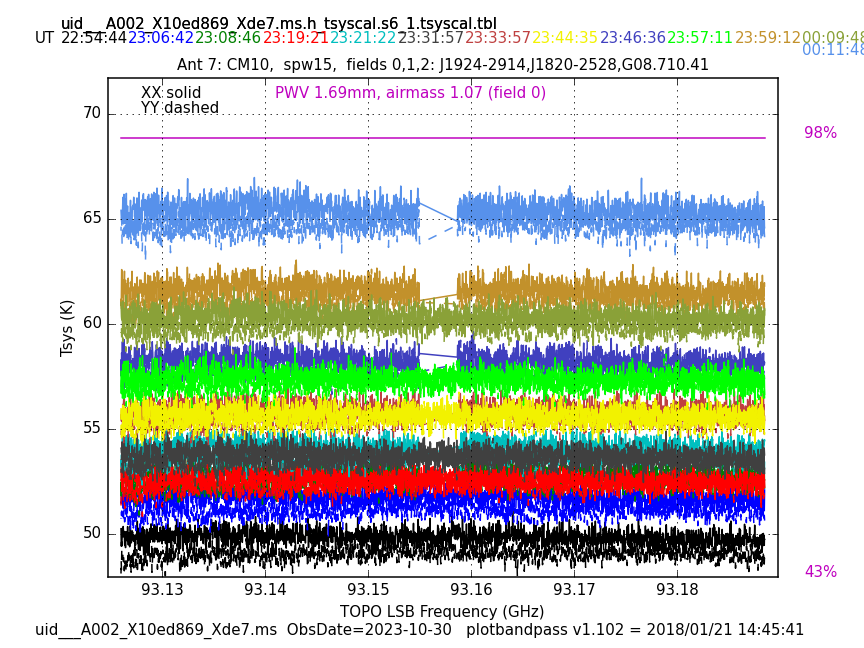 uid___A002_X10ed869_Xde7.ms.h_tsyscal.s6_1.tsyscal.tbl
UT 22:54:44 23:06:42 23:08:46 23:19:21 23:21:22 23:31:57 23:33:57 23:44:35 23:46:36 23:57:11 23:59:12 00:09:48
00:11:48
Ant 7: CM10,  spw15,  fields 0,1,2: J1924-2914,J1820-2528,G08.710.41
XX solid
PWV 1.69mm, airmass 1.07 (field 0)
YY dashed
70
98%
65
60
Tsys (K)
55
50
43%
93.13 93.14 93.15 93.16 93.17 93.18
TOPO LSB Frequency (GHz)
uid___A002_X10ed869_Xde7.ms  ObsDate=2023-10-30   plotbandpass v1.102 = 2018/01/21 14:45:41